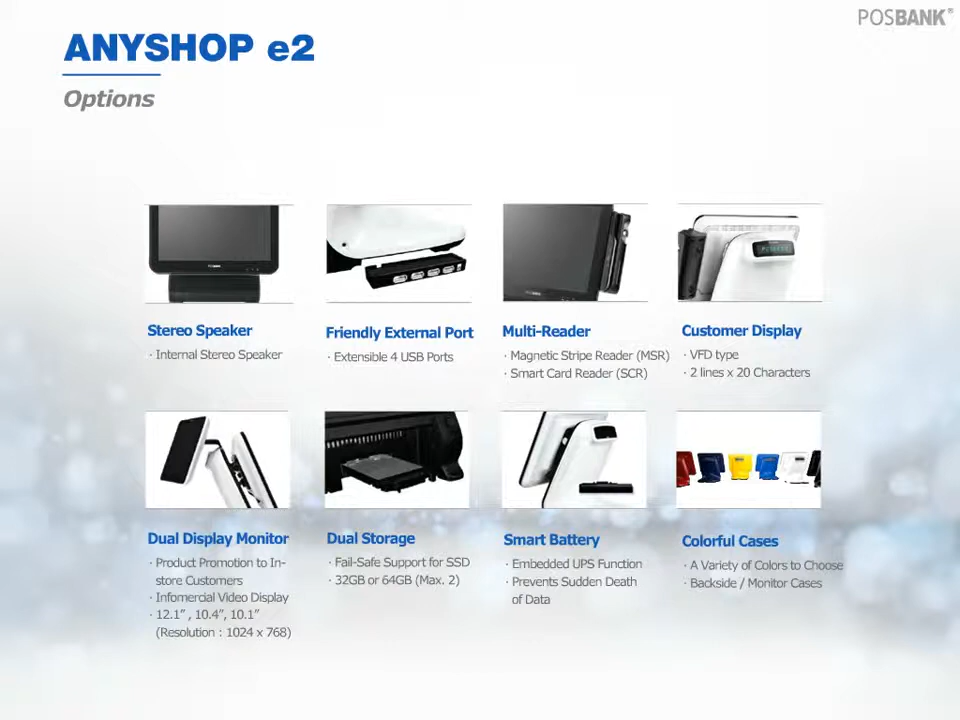 POSBANK®
ANYSHOP e2
Options
Stereo Speaker
· Internal Stereo Speaker
Friendly External Port
· Extensible 4 USB Ports
Multi-Reader
· Magnetic Stripe Reader (MSR)
· Smart Card Reader (SCR)
Customer Display
· VFD type
· 2 lines x 20 Characters
Dual Display Monitor
· Product Promotion to In-
store Customers
· Infomercial Video Display
· 12.1” , 10.4”, 10.1”
(Resolution : 1024 x 768)
Dual Storage
· Fail-Safe Support for SSD
· 32GB or 64GB (Max. 2)
Smart Battery
· Embedded UPS Function
· Prevents Sudden Death
of Data
Colorful Cases
· A Variety of Colors to Choose
· Backside / Monitor Cases